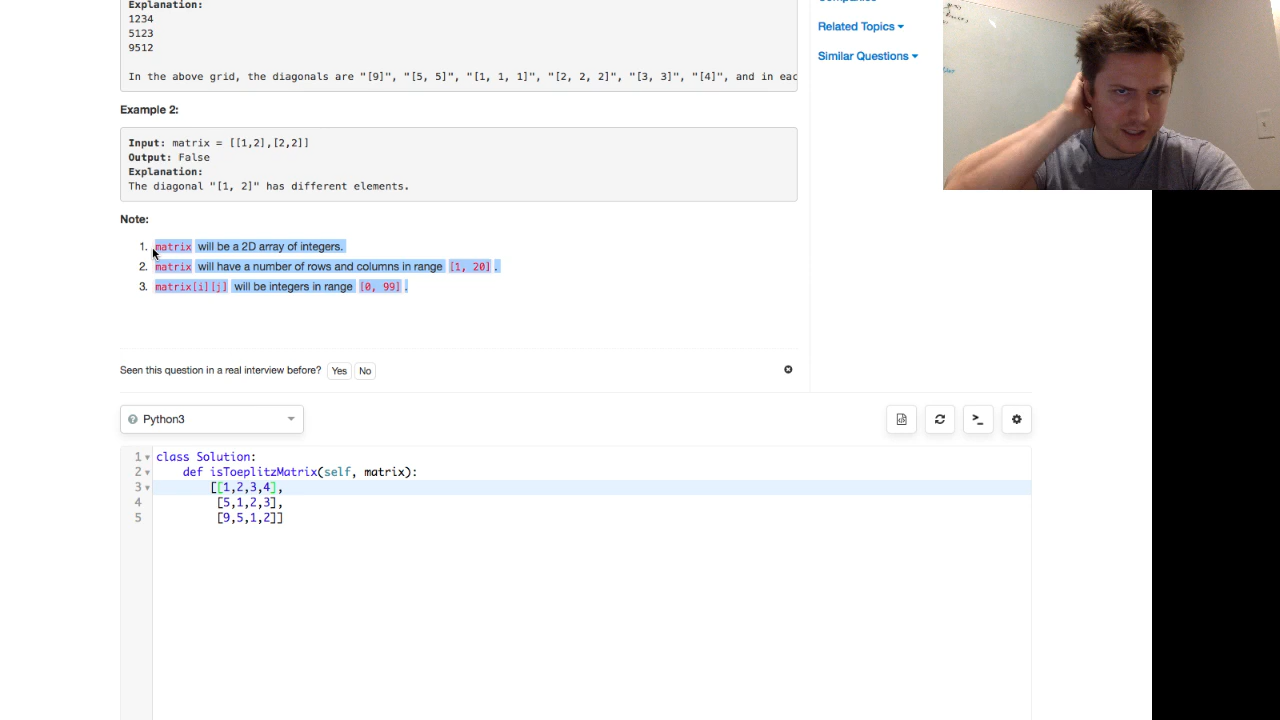 Explanation:
1234
5123
9512
In the above grid, the diagonals are "[9]", "[5, 5]", "[1, 1, 1]", "[2, 2, 2]", "[3, 3]", "[4]", and in eac
Example 2:
Input: matrix = [[1,2],[2,2]]
Output: False
Explanation:
The diagonal "[1, 2]" has different elements.
Note:
1. matrix will be a 2D array of integers.
2. matrix will have a number of rows and columns in range [1, 20].
3. matrix[i][j] will be integers in range [0, 99].
Seen this question in a real interview before? Yes No
Related Topics
Similar Questions
Python3
1 class Solution:
2 def isToeplitzMatrix(self, matrix):
3 [[1,2,3,4],
4 [5,1,2,3],
5 [9,5,1,2]]